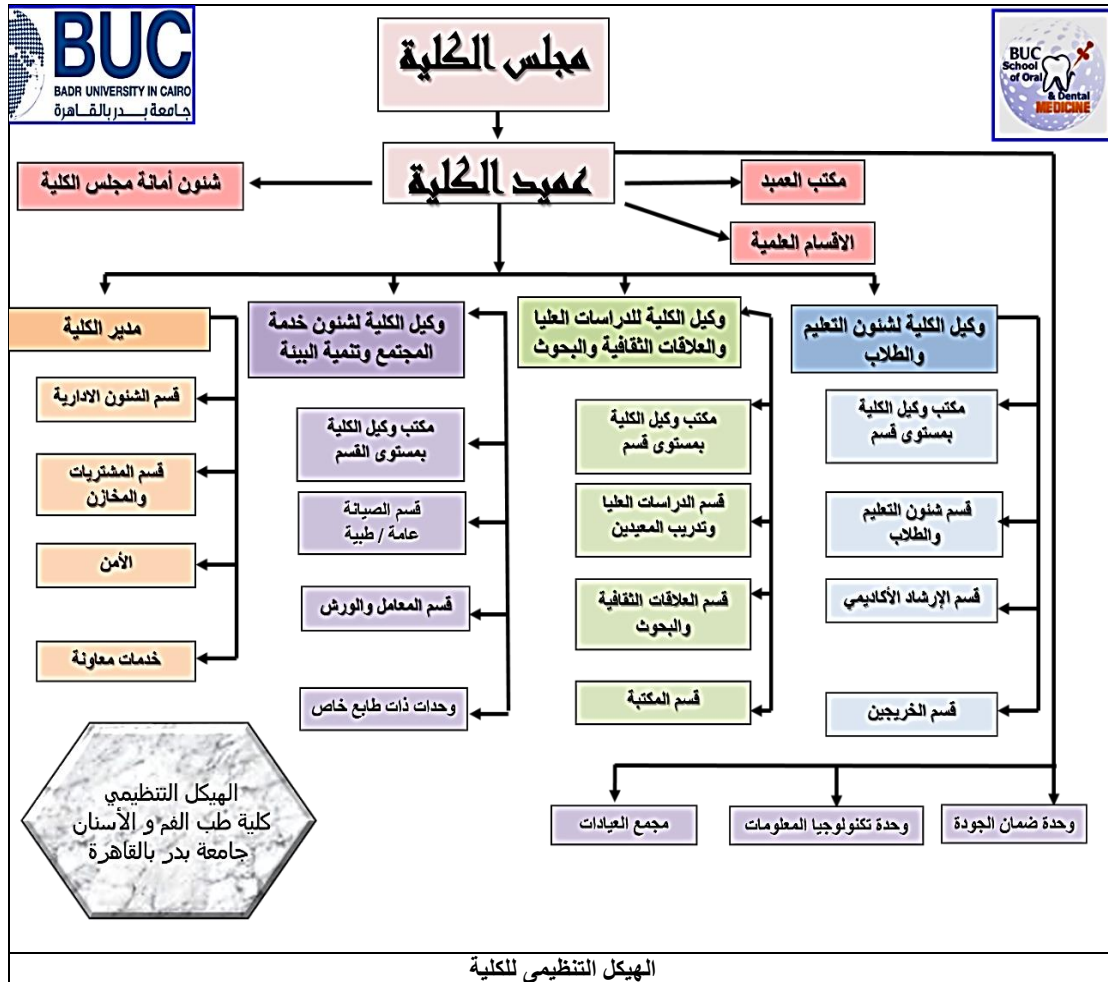 BUC
BADR UNIVERSITY IN CAIRO
جامعة بدر بالقاهرة
مجلس الكلية
BUC
School
of Oral
& Dental
MEDICINE
عميد الكلية
مكتب العميد
شئون أمانة مجلس الكلية
الاقسام العلمية
وكيل الكلية لشئون التعليم
والطلاب
مكتب وكيل الكلية
بمستوى قسم
قسم شئون التعليم
والطلاب
قسم الإرشاد الأكاديمي
قسم الخريجين
وكيل الكلية للدراسات العليا
والعلاقات الثقافية والبحوث
مكتب وكيل الكلية
بمستوى قسم
قسم الدراسات العليا
وتدريب المعيدين
قسم العلاقات الثقافية
والبحوث
قسم المكتبة
وكيل الكلية لشئون خدمة
المجتمع وتنمية البيئة
مكتب وكيل الكلية
بمستوى القسم
قسم الصيانة
عامة / طبية
قسم المعامل والورش
وحدات ذات طابع خاص
مدير الكلية
قسم الشئون الادارية
قسم المشتريات
والمخازن
الأمن
خدمات معاونة
وحدة ضمان الجودة
وحدة تكنولوجيا المعلومات
مجمع العيادات
الهيكل التنظيمي
كلية طب الفم و الأسنان
جامعة بدر بالقاهرة
الهيكل التنظيمي للكلية